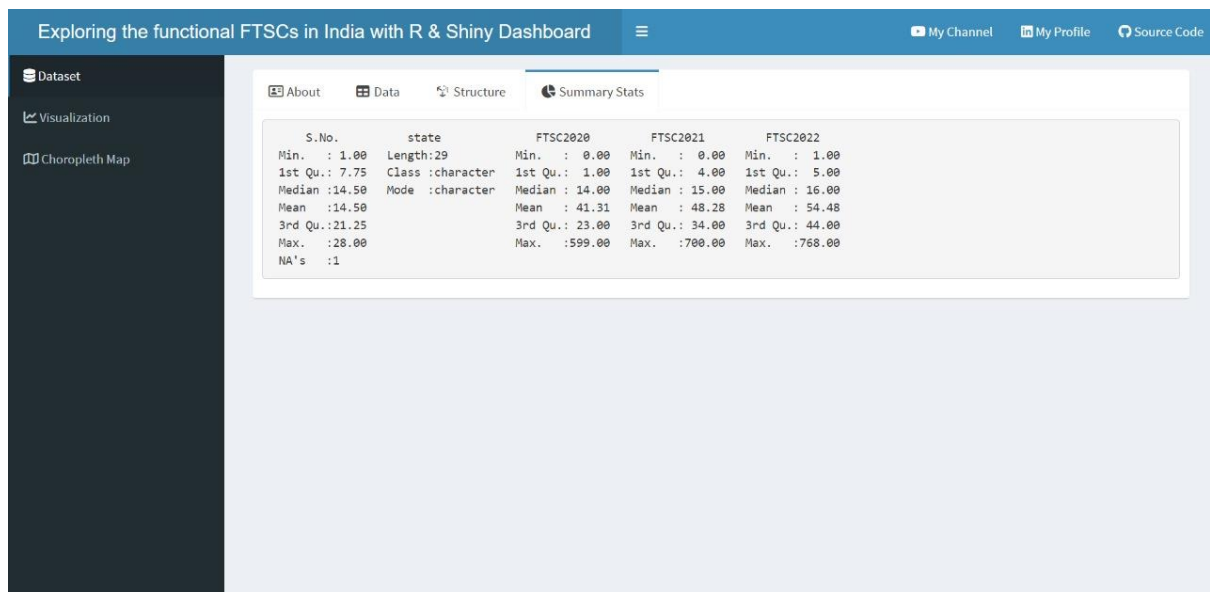 Exploring the functional FTSCs in India with R & Shiny Dashboard
My Channel My Profile Source Code
Dataset
Visualization
Choropleth Map
About Data Structure Summary Stats
S.No. state FTSC2020 FTSC2021 FTSC2022
Min. : 1.00 Length:29 Min. : 0.00 Min. : 0.00 Min. : 1.00
1st Qu.: 7.75 Class :character 1st Qu.: 1.00 1st Qu.: 4.00 1st Qu.: 5.00
Median :14.50 Mode :character Median : 14.00 Median : 15.00 Median : 16.00
Mean :14.50 Mean : 41.31 Mean : 48.28 Mean : 54.48
3rd Qu.:21.25 3rd Qu.: 23.00 3rd Qu.: 34.00 3rd Qu.: 44.00
Max. :28.00 Max. :599.00 Max. :700.00 Max. :768.00
NA's :1